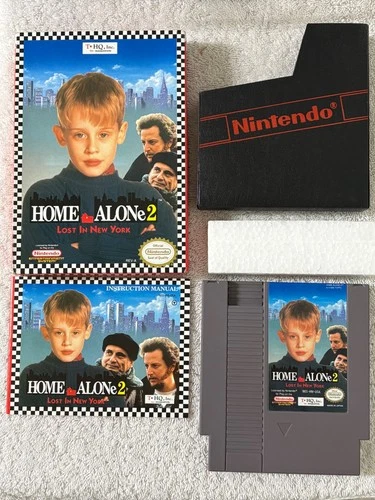 T•HQ, Inc.
HOME ALONe 2
LOST IN NEW YORK
Nintendo
REV-A
Nintendo
INSTRUCTION MANUAL
HOME ALONe 2
LOST IN NEW YORK
T•HQ, Inc.
HOME ALONe 2
LOST IN NEW YORK
T•HQ, Inc.